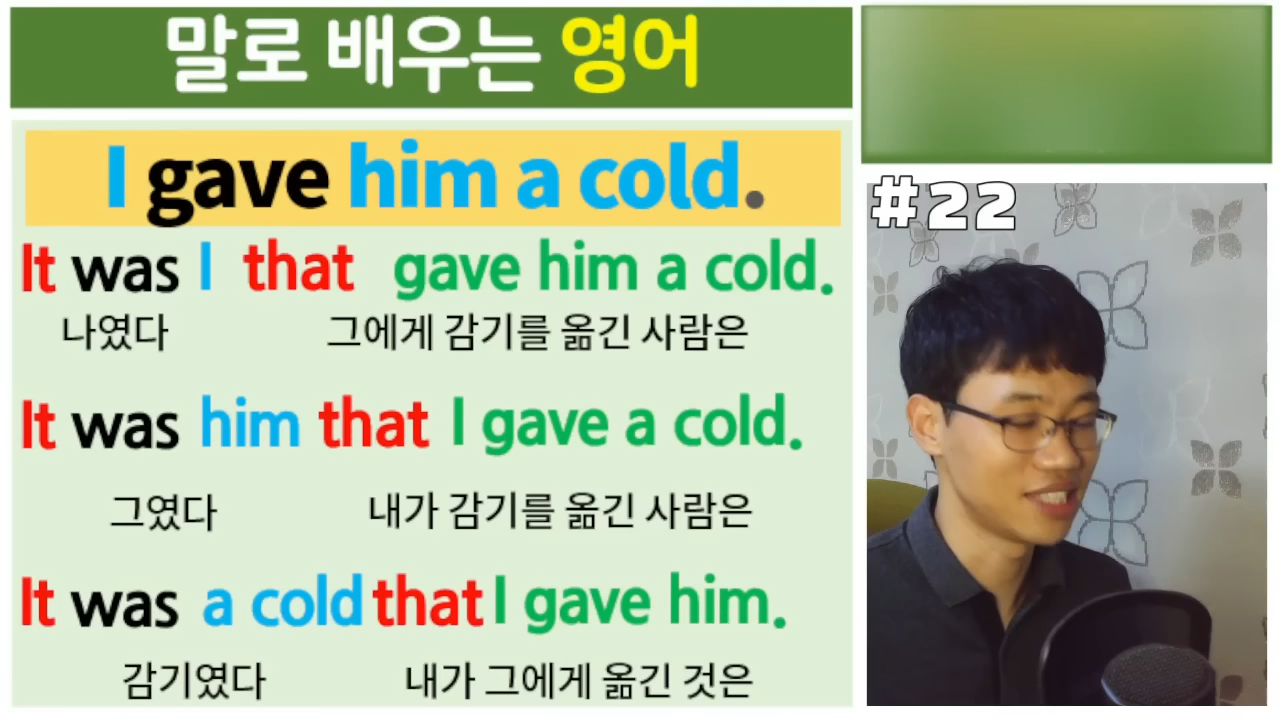 말로 배우는 영어
I gave him a cold.
#22
It was I that gave him a cold.
나였다 그에게 감기를 옮긴 사람은
It was him that I gave a cold.
그였다 내가 감기를 옮긴 사람은
It was a cold that I gave him.
감기였다 내가 그에게 옮긴 것은